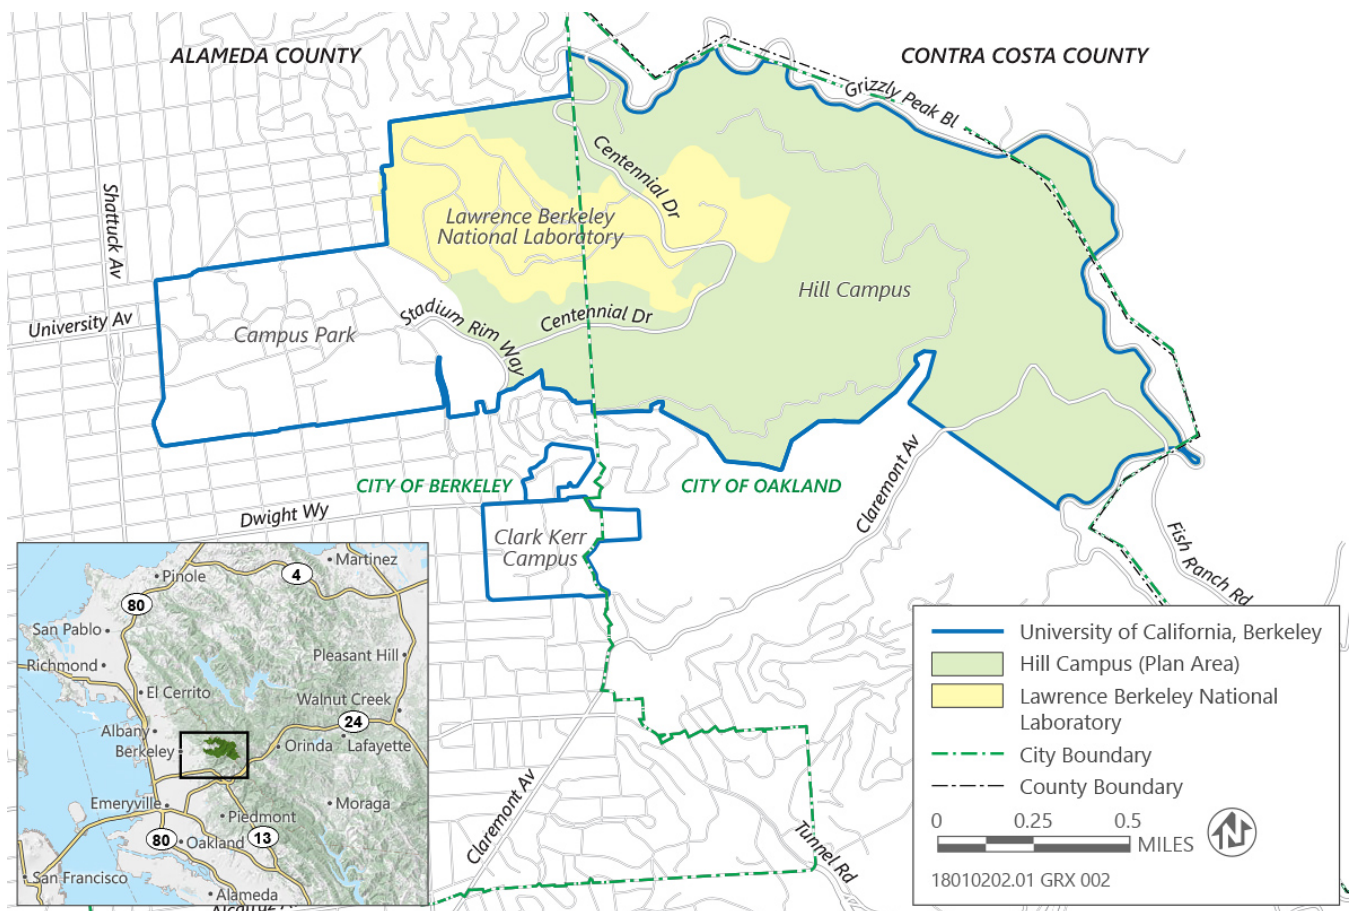 ALAMEDA COUNTY
CONTRA COSTA COUNTY
Grizzly Peak Bl
Centennial Dr
Shattuck Av
Lawrence Berkeley
National Laboratory
Hill Campus
University Av
Campus Park
Stadium Rim Way
Centennial Dr
CITY OF BERKELEY
CITY OF OAKLAND
Claremont Av
Dwight Wy
Clark Kerr
Campus
Fish Ranch Rd
Claremont Av
Tunnel Rd
Martinez
Pinole
4
80
San Pablo
Richmond
Pleasant Hill
El Cerrito
Walnut Creek
24
Albany
Berkeley
Orinda
Lafayette
Emeryville
Moraga
Piedmont
80
Oakland
13
San Francisco
Alameda
University of California, Berkeley
Hill Campus (Plan Area)
Lawrence Berkeley National
Laboratory
City Boundary
County Boundary
0 0.25 0.5
MILES
N
18010202.01 GRX 002